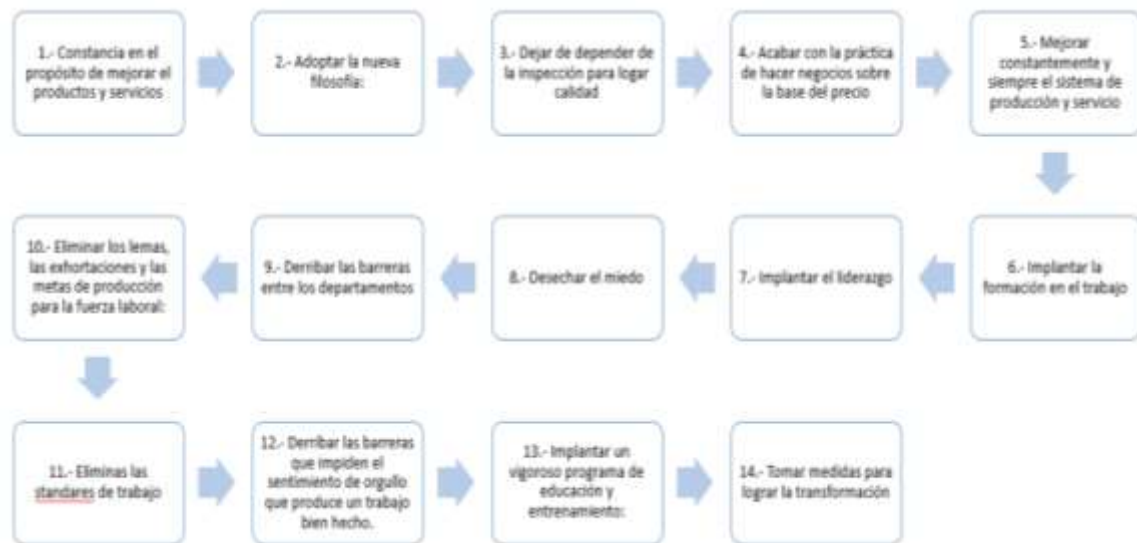 1.- Constancia en el
propósito de mejorar el
productos y servicios
2.- Adoptar la nueva
filosofía:
3.- Dejar de depender de
la inspección para logar
calidad
4.- Acabar con la práctica
de hacer negocios sobre
la base del precio
5.- Mejorar
constantemente y
siempre el sistema de
producción y servicio
6.- Implantar la
formación en el trabajo
7.- Implantar el liderazgo
8.- Desechar el miedo
9.- Derribar las barreras
entre los departamentos
10.- Eliminar los lemas,
las exhortaciones y las
metas de producción
para la fuerza laboral:
11.- Eliminas las
standares de trabajo
12.- Derribar las barreras
que impiden el
sentimiento de orgullo
que produce un trabajo
bien hecho.
13.- Implantar un
vigoroso programa de
educación y
entrenamiento:
14.- Tomar medidas para
lograr la transformación